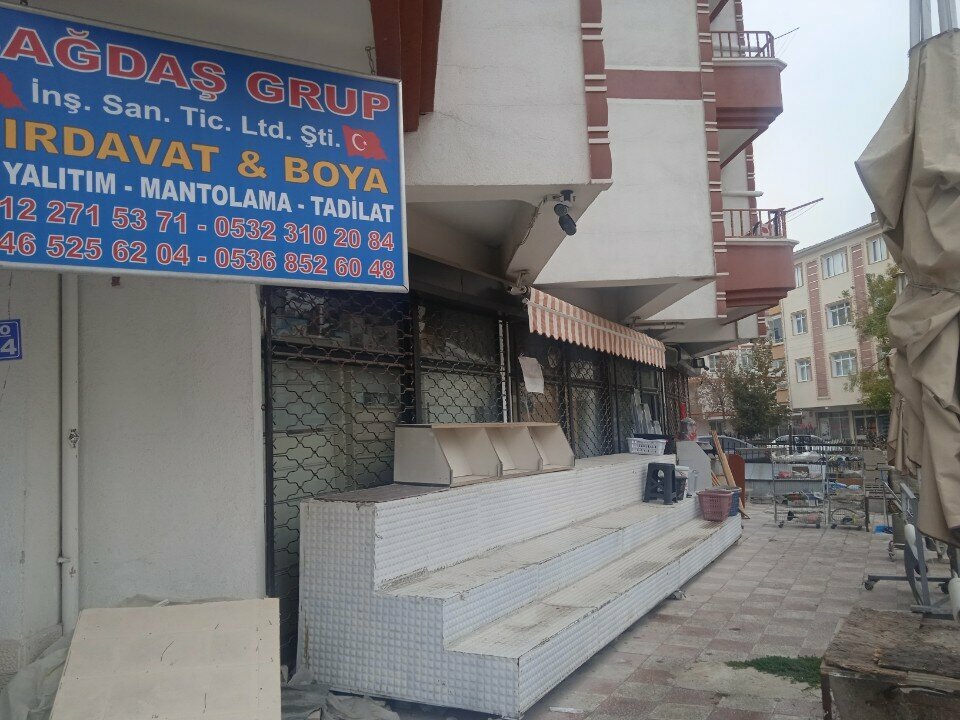 AĞDAŞ GRUP
İnş. San. Tic. Ltd. Şti.
IRDAVAT & BOYA
YALITIM - MANTOLAMA - TADİLAT
12 271 53 71 - 0532 310 20 84
46 525 62 04 - 0536 852 60 48
O
4